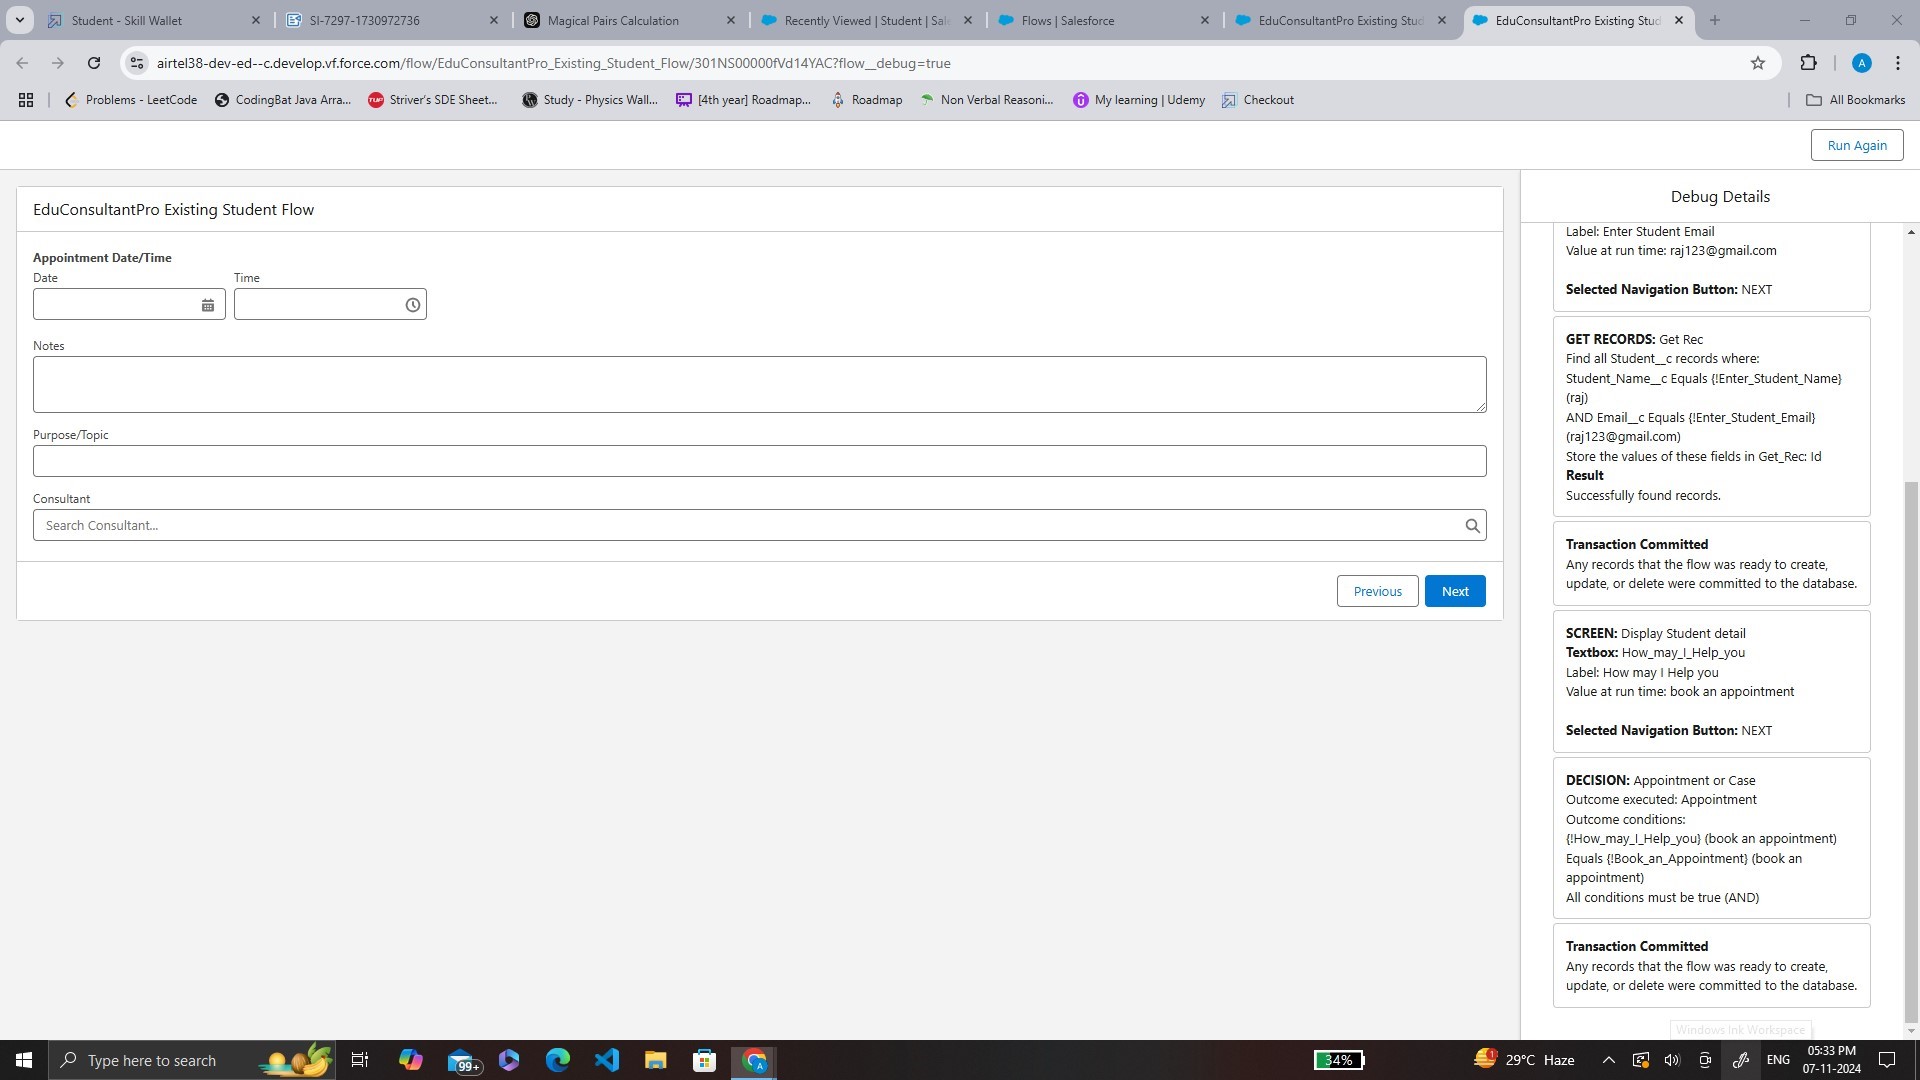 Student - Skill Wallet
SI-7297-1730972736
Magical Pairs Calculation
Recently Viewed | Student | Sale
Flows | Salesforce
EduConsultantPro Existing Stud
EduConsultantPro Existing Stud
airtel38-dev-ed--c.develop.vf.force.com/flow/EduConsultantPro_Existing_Student_Flow/301NS00000fVd14YAC?flow__debug=true
A
Problems - LeetCode
CodingBat Java Arra...
TUF
Striver's SDE Sheet...
Study - Physics Wall...
[4th year] Roadmap...
Roadmap
Non Verbal Reasoni...
My learning | Udemy
Checkout
All Bookmarks
Run Again
EduConsultantPro Existing Student Flow
Appointment Date/Time
Date
Time
Notes
Purpose/Topic
Consultant
Search Consultant...
Previous
Next
Debug Details
Label: Enter Student Email
Value at run time: raj123@gmail.com
Selected Navigation Button: NEXT
GET RECORDS: Get Rec
Find all Student__c records where:
Student_Name__c Equals {!Enter_Student_Name}
(raj)
AND Email__c Equals {!Enter_Student_Email}
(raj123@gmail.com)
Store the values of these fields in Get_Rec: Id
Result
Successfully found records.
Transaction Committed
Any records that the flow was ready to create,
update, or delete were committed to the database.
SCREEN: Display Student detail
Textbox: How_may_I_Help_you
Label: How may I Help you
Value at run time: book an appointment
Selected Navigation Button: NEXT
DECISION: Appointment or Case
Outcome executed: Appointment
Outcome conditions:
{!How_may_I_Help_you} (book an appointment)
Equals {!Book_an_Appointment} (book an
appointment)
All conditions must be true (AND)
Transaction Committed
Any records that the flow was ready to create,
update, or delete were committed to the database.
Windows Ink Workspace
Type here to search
99+
A
34%
1
29°C Haze
ENG
05:33 PM
07-11-2024